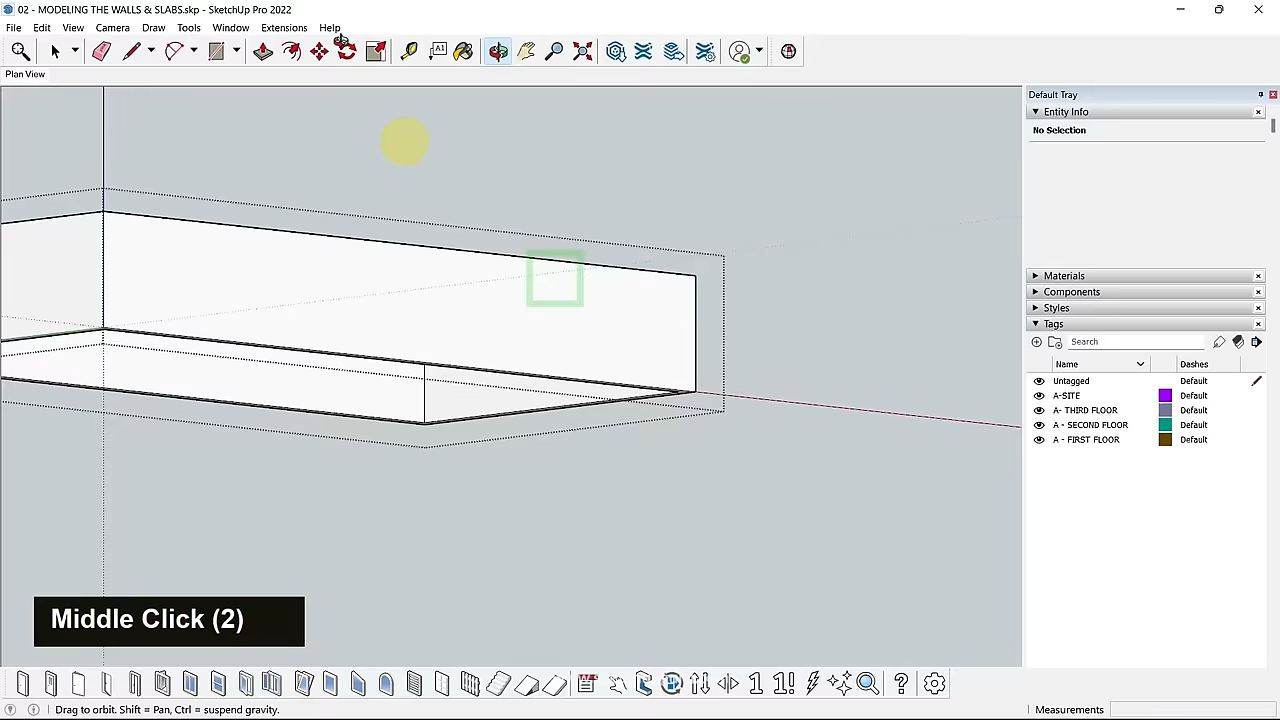 02 - MODELING THE WALLS & SLABS.skp - SketchUp Pro 2022
File Edit View Camera Draw Tools Window Extensions Help
A1
Plan View
Default Tray
Entity Info
No Selection
Materials
Components
Styles
Tags
Search
Name Dashes
Untagged Default
A-SITE Default
A- THIRD FLOOR Default
A - SECOND FLOOR Default
A - FIRST FLOOR Default
Middle Click (2)
1 1! ?
Drag to orbit. Shift = Pan, Ctrl = suspend gravity.
Measurements